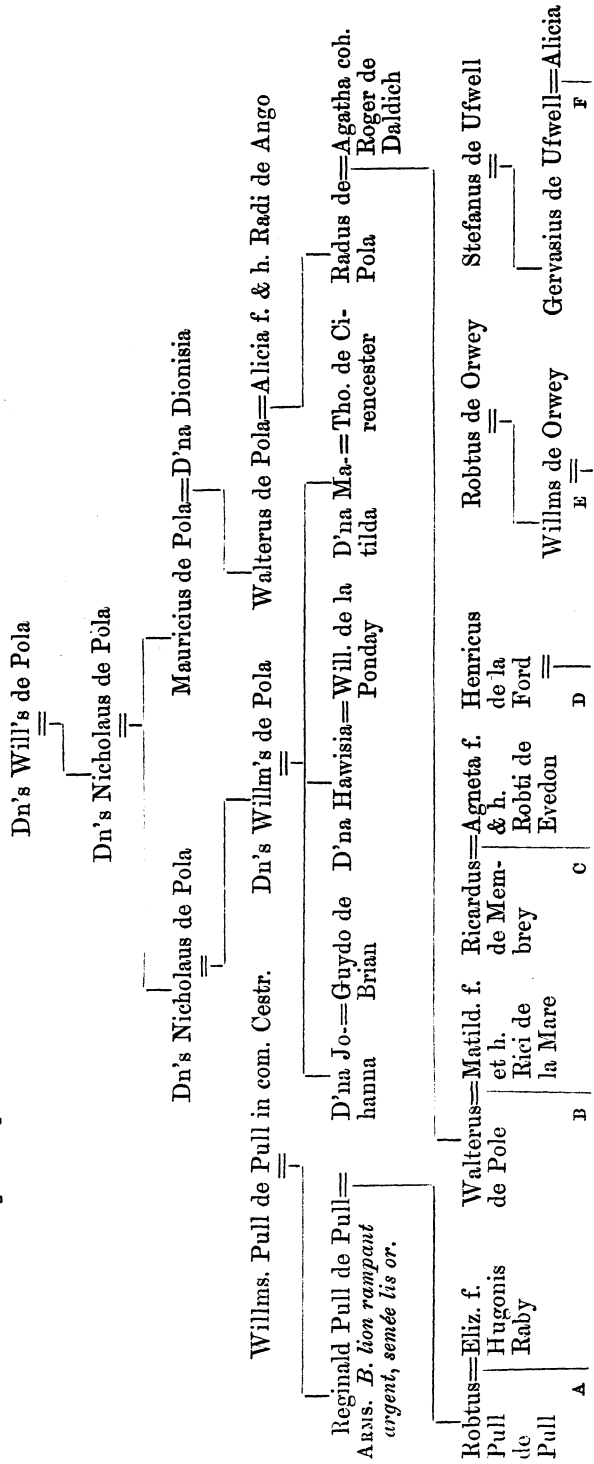 Dn's Will's de Pola
Dn's Nicholaus de Pola
Dn's Nicholaus de Pola
Mauricius de Pola=D'na Dionisia
Willms. Pull de Pull in com. Cestr.
Dn's Willm's de Pola
Walterus de Pola=Alicia f. & h. Radi de Ango
Reginald Pull de Pull=
ARMS. B. lion rampant
argent, semée lis or.
D'na Jo-=Guydo de
hanna Brian
D'na Hawisia=Will. de la
Ponday
D'na Ma-=Tho. de Ci-
tilda rencester
Radus de=Agatha coh.
Pola Roger de
Daldich
Robtus=Eliz. f.
Pull Hugonis
de Raby
Pull
A
Walterus=Matild. f.
de Pole et h.
Rici de
la Mare
B
Ricardus=Agneta f.
de Mem- & h.
brey Robti de
Evedon
C
Henricus
de la
Ford
D
Robtus de Orwey
Willms de Orwey
E
Stefanus de Ufwell
Gervasius de Ufwell=Alicia
F